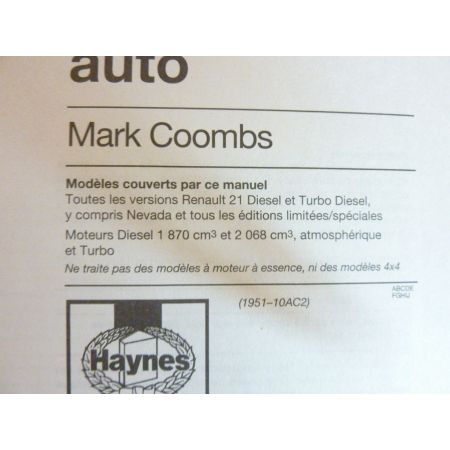 auto
Mark Coombs
Modèles couverts par ce manuel
Toutes les versions Renault 21 Diesel et Turbo Diesel,
y compris Nevada et tous les éditions limitées/spéciales
Moteurs Diesel 1 870 cm³ et 2 068 cm³, atmosphérique
et Turbo
Ne traite pas des modèles à moteur à essence, ni des modèles 4x4
(1951–10AC2)
ABCDE
FGHIJ
Haynes